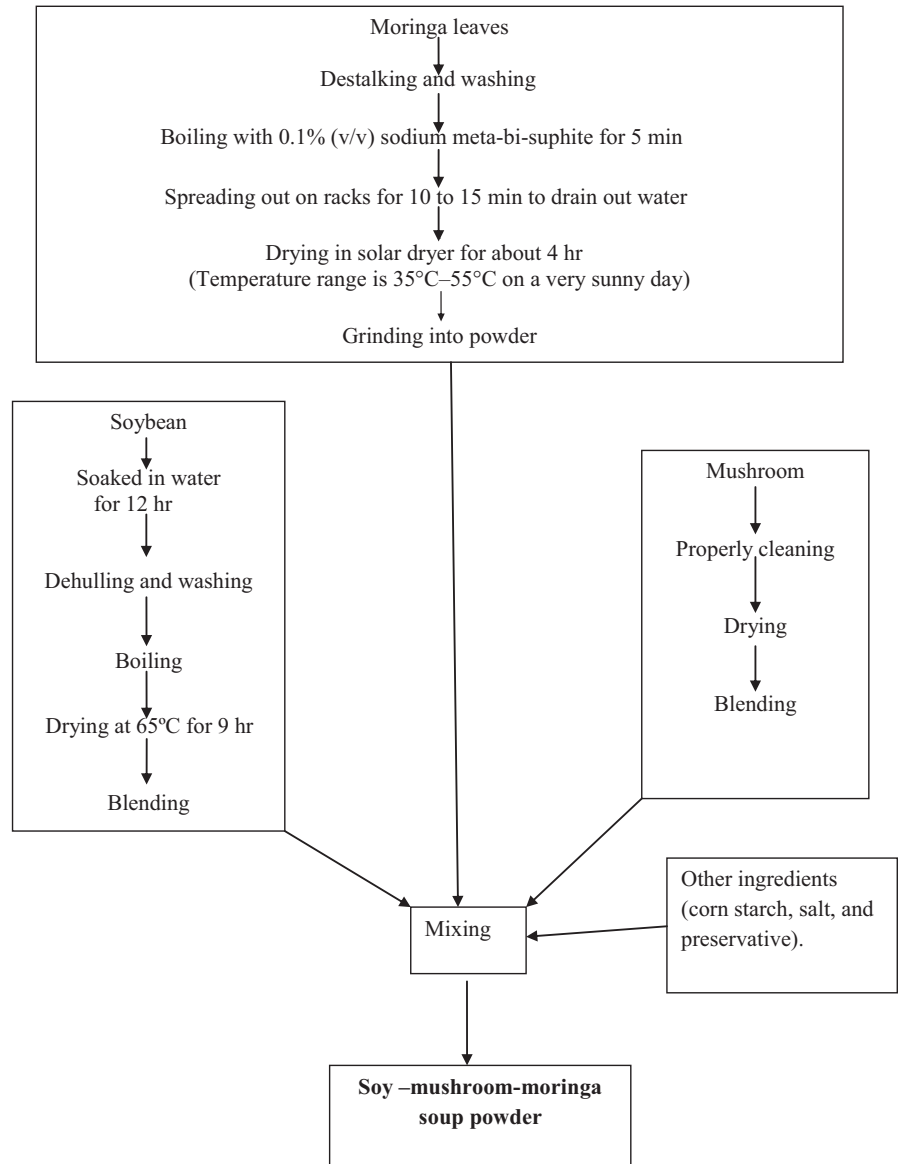 Moringa leaves
Destalking and washing
Boiling with 0.1% (v/v) sodium meta-bi-suphite for 5 min
Spreading out on racks for 10 to 15 min to drain out water
Drying in solar dryer for about 4 hr
(Temperature range is 35°C–55°C on a very sunny day)
Grinding into powder
Soybean
Soaked in water
for 12 hr
Dehulling and washing
Boiling
Drying at 65ºC for 9 hr
Blending
Mushroom
Properly cleaning
Drying
Blending
Other ingredients
(corn starch, salt, and
preservative).
Mixing
Soy –mushroom-moringa
soup powder